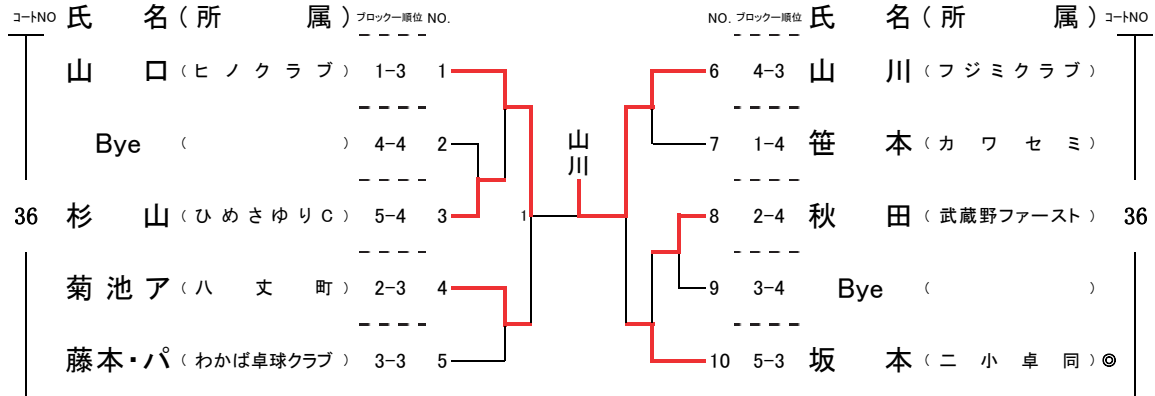 コートNO 氏 名 ( 所 属 ) ブロックー順位 NO. NO. ブロックー順位 氏 名 ( 所 属 ) コートNO
山 口 ( ヒ ノ ク ラ ブ ) 1-3 1 6 4-3 山 川 ( フ ジ ミ ク ラ ブ )
Bye ( ) 4-4 2 山川 7 1-4 笹 本 ( カ ワ セ ミ )
36 杉 山 ( ひ め さ ゆ り C ) 5-4 3 1 8 2-4 秋 田 ( 武蔵野ファースト ) 36
菊 池 ア ( 八 丈 町 ) 2-3 4 9 3-4 Bye ( )
藤本・パ ( わかば卓球クラブ ) 3-3 5 10 5-3 坂 本 ( 二 小 卓 同 ) ◎